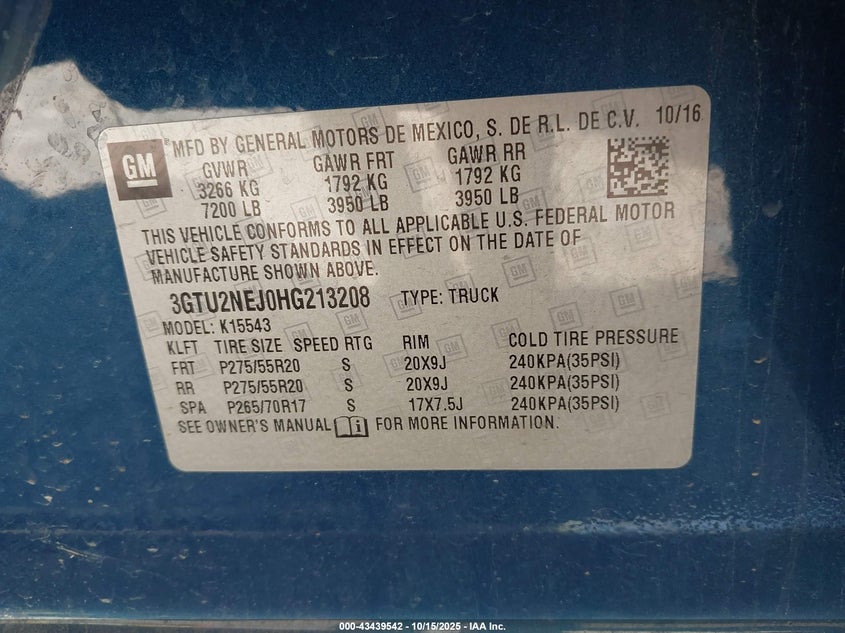 GM
® MFD BY GENERAL MOTORS DE MEXICO, S. DE R.L. DE C.V. 10/16
GVWR GAWR FRT GAWR RR
3266 KG 1792 KG 1792 KG
7200 LB 3950 LB 3950 LB
THIS VEHICLE CONFORMS TO ALL APPLICABLE U.S. FEDERAL MOTOR
VEHICLE SAFETY STANDARDS IN EFFECT ON THE DATE OF
MANUFACTURE SHOWN ABOVE.
3GTU2NEJ0HG213208 TYPE: TRUCK
MODEL: K15543
KLFT TIRE SIZE SPEED RTG RIM COLD TIRE PRESSURE
FRT P275/55R20 S 20X9J 240KPA(35PSI)
RR P275/55R20 S 20X9J 240KPA(35PSI)
SPA P265/70R17 S 17X7.5J 240KPA(35PSI)
SEE OWNER'S MANUAL FOR MORE INFORMATION.
000-43439542 - 10/15/2025 - IAA Inc.